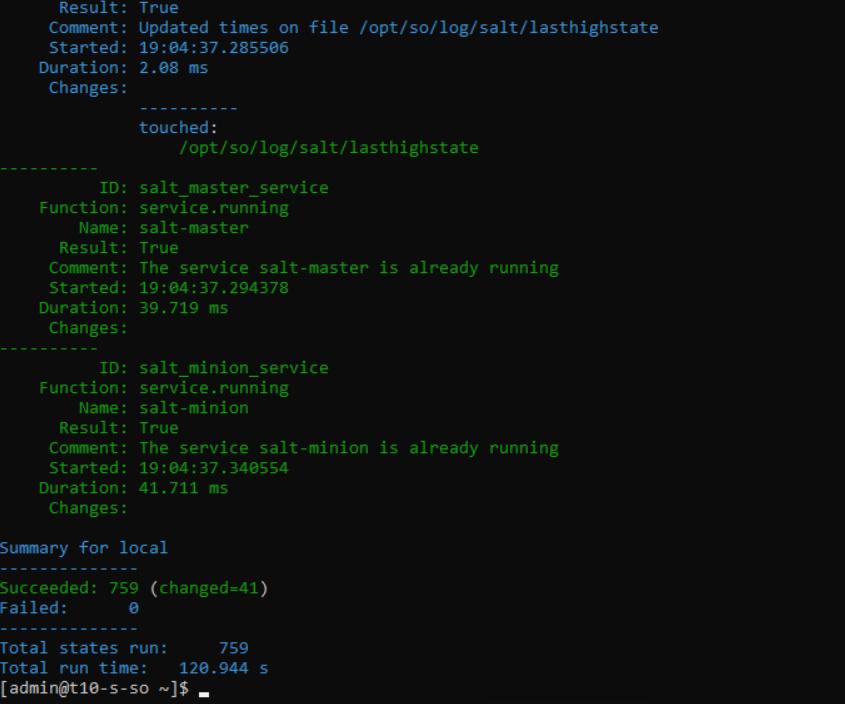 Result: True
Comment: Updated times on file /opt/so/log/salt/lasthighstate
Started: 19:04:37.285506
Duration: 2.08 ms
Changes:
----------
touched:
/opt/so/log/salt/lasthighstate
----------
ID: salt_master_service
Function: service.running
Name: salt-master
Result: True
Comment: The service salt-master is already running
Started: 19:04:37.294378
Duration: 39.719 ms
Changes:
----------
ID: salt_minion_service
Function: service.running
Name: salt-minion
Result: True
Comment: The service salt-minion is already running
Started: 19:04:37.340554
Duration: 41.711 ms
Changes:
Summary for local
--------------
Succeeded: 759 (changed=41)
Failed: 0
--------------
Total states run: 759
Total run time: 120.944 s
[admin@t10-s-so ~]$ _